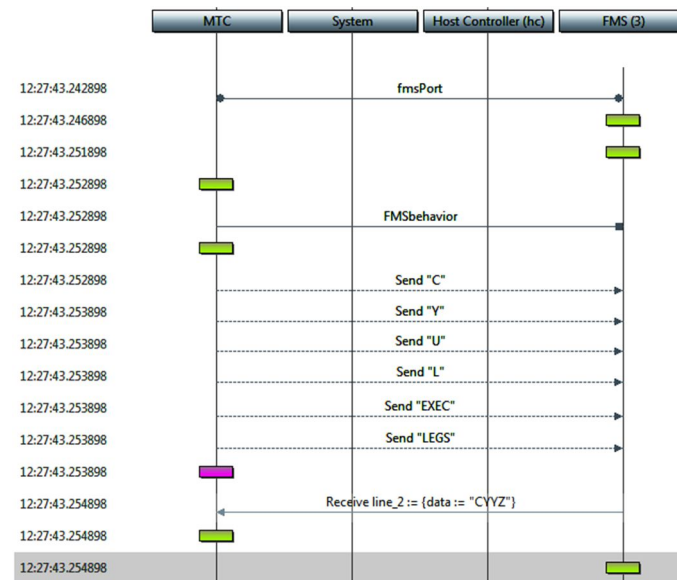 MTC System Host Controller (hc) FMS (3)
12:27:43.242898 fmsPort
12:27:43.246898
12:27:43.251898
12:27:43.252898
12:27:43.252898 FMSbehavior
12:27:43.252898
12:27:43.252898 Send "C"
12:27:43.253898 Send "Y"
12:27:43.253898 Send "U"
12:27:43.253898 Send "L"
12:27:43.253898 Send "EXEC"
12:27:43.253898 Send "LEGS"
12:27:43.253898
12:27:43.254898 Receive line_2 := {data := "CYYZ"}
12:27:43.254898
12:27:43.254898